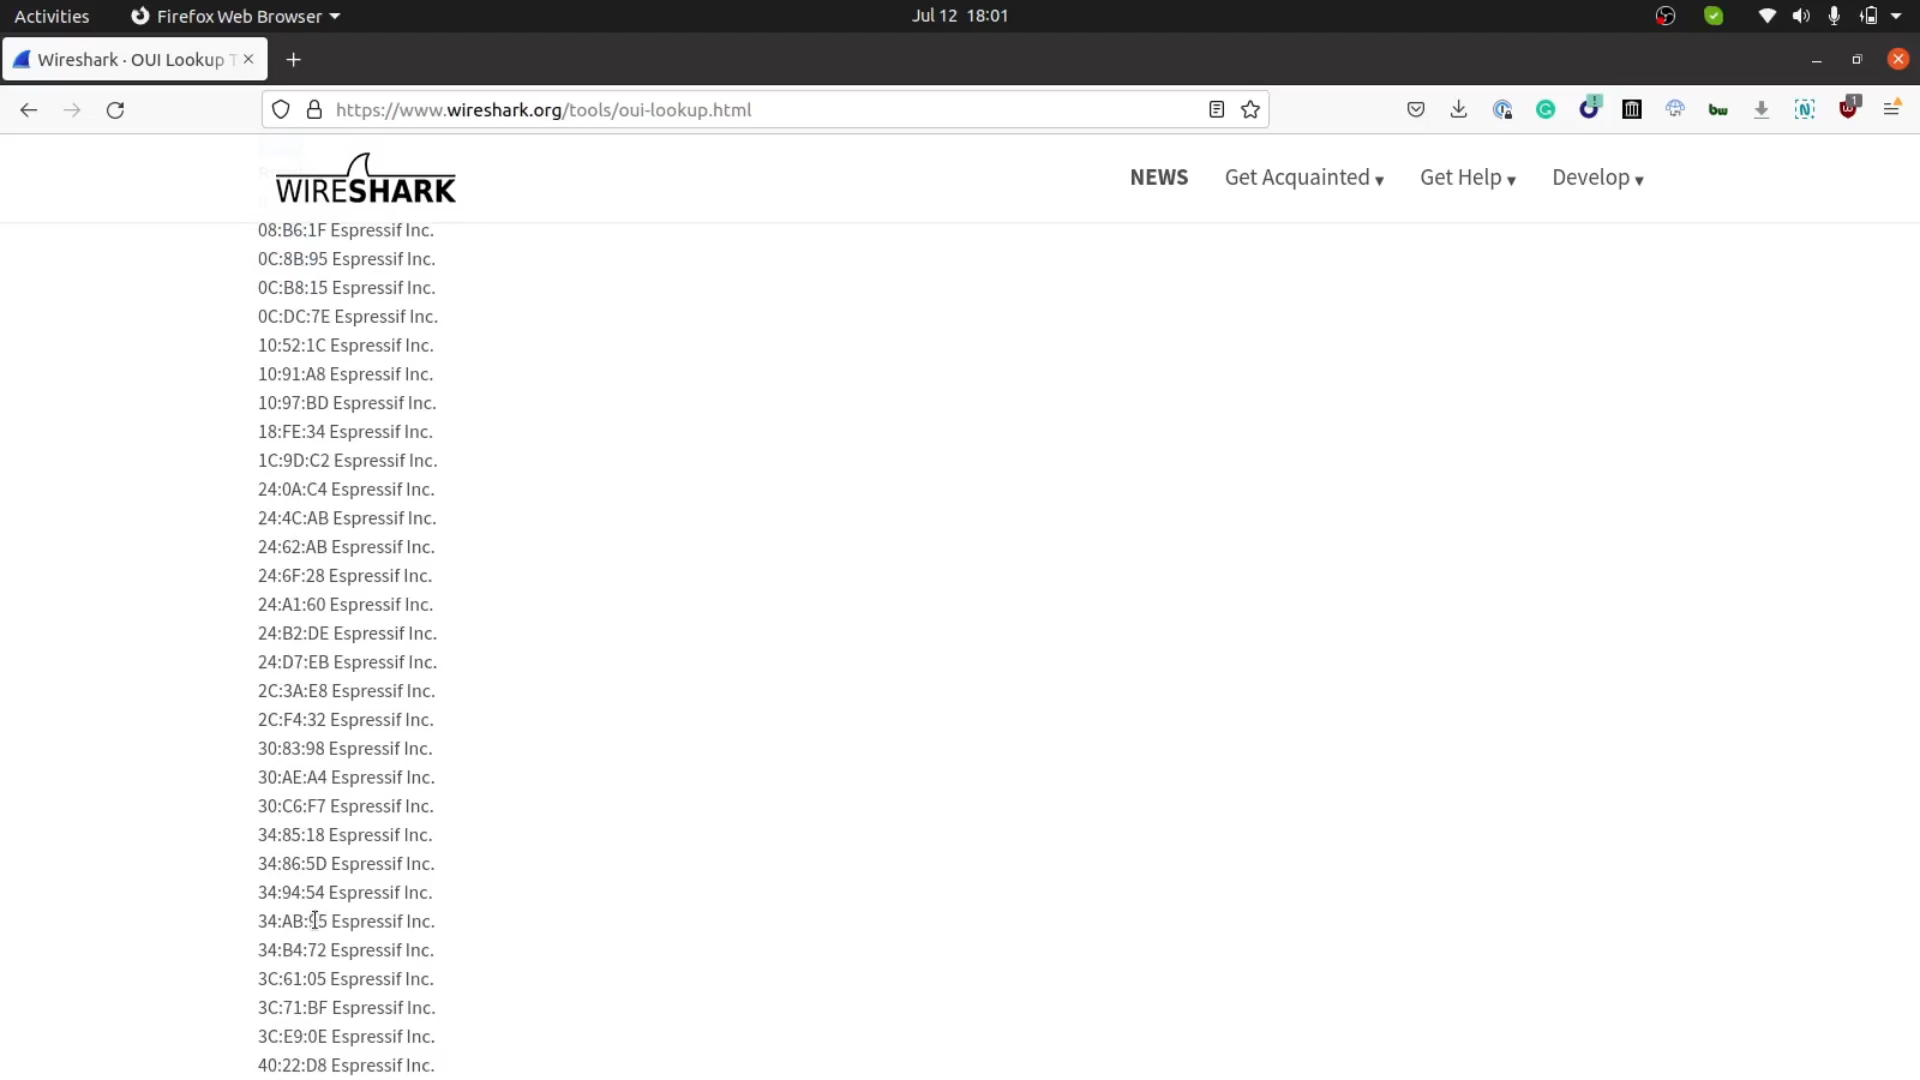 Activities
Firefox Web Browser
Jul 12 18:01
Wireshark · OUI Lookup T
https://www.wireshark.org/tools/oui-lookup.html
bw
1
WIRESHARK
NEWS
Get Acquainted
Get Help
Develop
08:B6:1F Espressif Inc.
0C:8B:95 Espressif Inc.
0C:B8:15 Espressif Inc.
0C:DC:7E Espressif Inc.
10:52:1C Espressif Inc.
10:91:A8 Espressif Inc.
10:97:BD Espressif Inc.
18:FE:34 Espressif Inc.
1C:9D:C2 Espressif Inc.
24:0A:C4 Espressif Inc.
24:4C:AB Espressif Inc.
24:62:AB Espressif Inc.
24:6F:28 Espressif Inc.
24:A1:60 Espressif Inc.
24:B2:DE Espressif Inc.
24:D7:EB Espressif Inc.
2C:3A:E8 Espressif Inc.
2C:F4:32 Espressif Inc.
30:83:98 Espressif Inc.
30:AE:A4 Espressif Inc.
30:C6:F7 Espressif Inc.
34:85:18 Espressif Inc.
34:86:5D Espressif Inc.
34:94:54 Espressif Inc.
34:AB:95 Espressif Inc.
34:B4:72 Espressif Inc.
3C:61:05 Espressif Inc.
3C:71:BF Espressif Inc.
3C:E9:0E Espressif Inc.
40:22:D8 Espressif Inc.